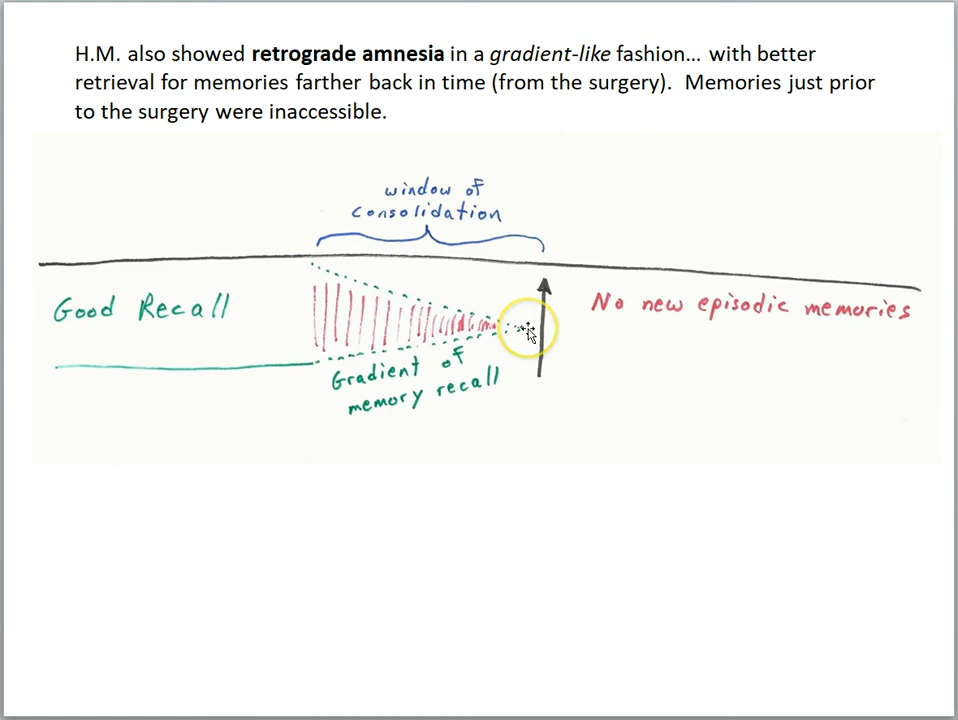 H.M. also showed retrograde amnesia in a gradient-like fashion... with better
retrieval for memories farther back in time (from the surgery). Memories just prior
to the surgery were inaccessible.
window of
consolidation
Good Recall
No new episodic memories
Gradient of
memory recall